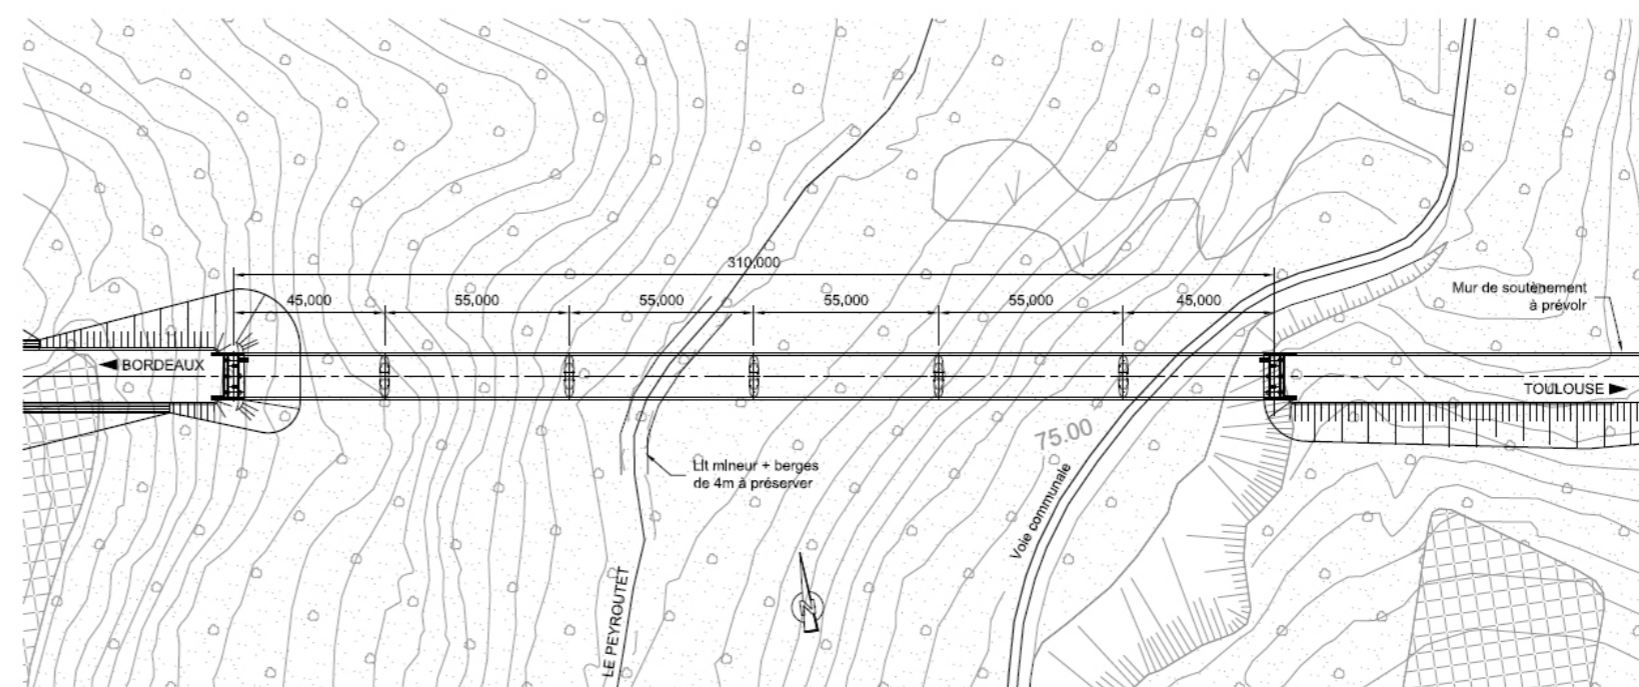 310,000
45,000
55,000
55,000
55,000
55,000
45,000
Mur de soutènement
à prévoir
BORDEAUX
TOULOUSE
75.00
Lit mineur + berges
de 4m à préserver
Voie communale
LE PEYROUTET
N